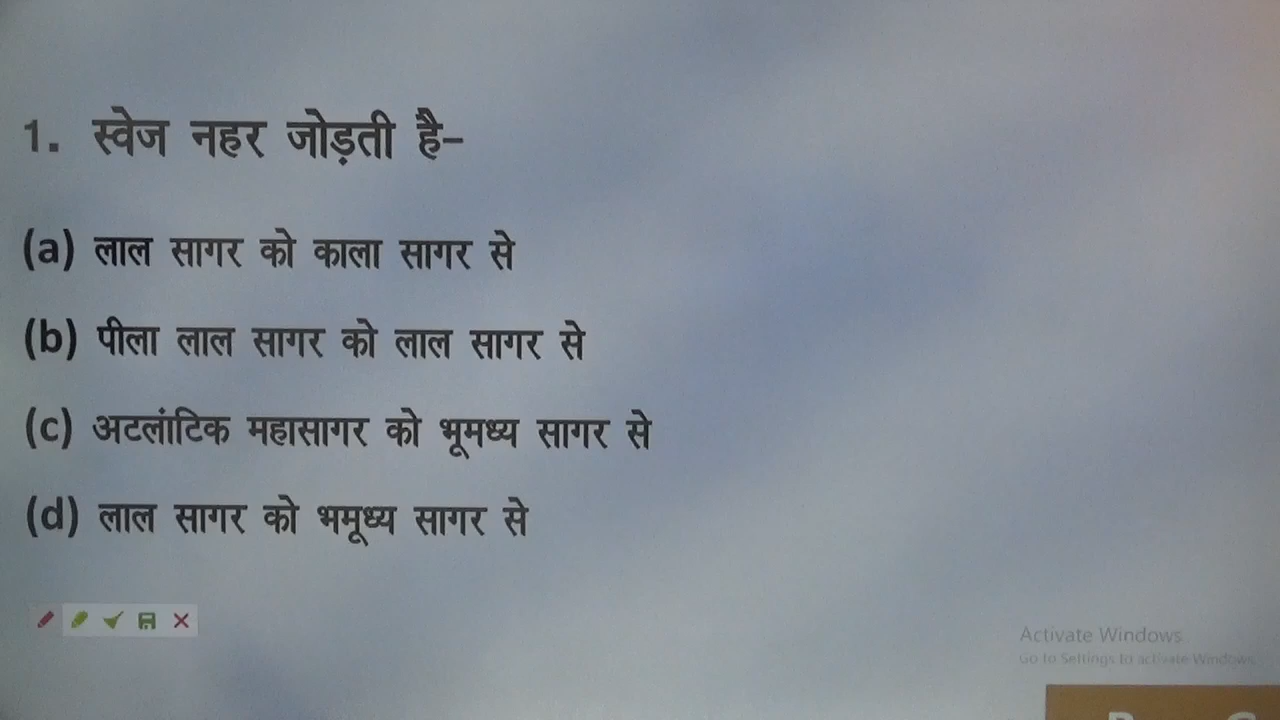 1. स्वेज नहर जोड़ती है–
(a) लाल सागर को काला सागर से
(b) पीला लाल सागर को लाल सागर से
(c) अटलांटिक महासागर को भूमध्य सागर से
(d) लाल सागर को भमूध्य सागर से
Activate Windows
Go to Settings to activate Windows.